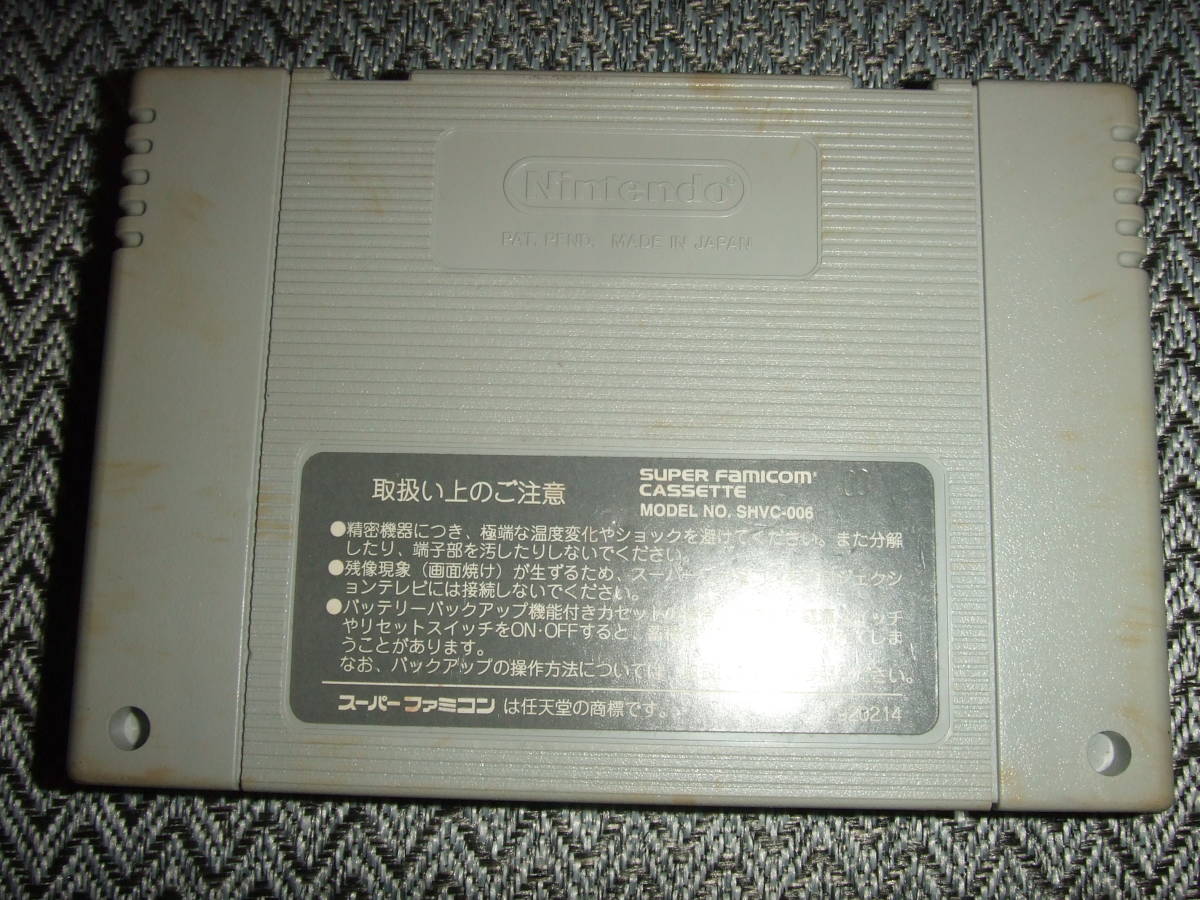 Nintendo®
PAT. PEND. MADE IN JAPAN
取扱い上のご注意
SUPER FAMICOM
CASSETTE
MODEL NO. SHVC-006
●精密機器につき、極端な温度変化やショックを避けてください。また分解
したり、端子部を汚したりしないでください。
●残像現象（画面焼け）が生ずるため、スーパー ジェクシ
ョンテレビには接続しないでください。
●バッテリーバックアップ機能付きカセット イッチ
やリセットスイッチをON・OFFすると、 てしま
うことがあります。
なお、バックアップの操作方法については さい。
スーパーファミコン は任天堂の商標です。
920214